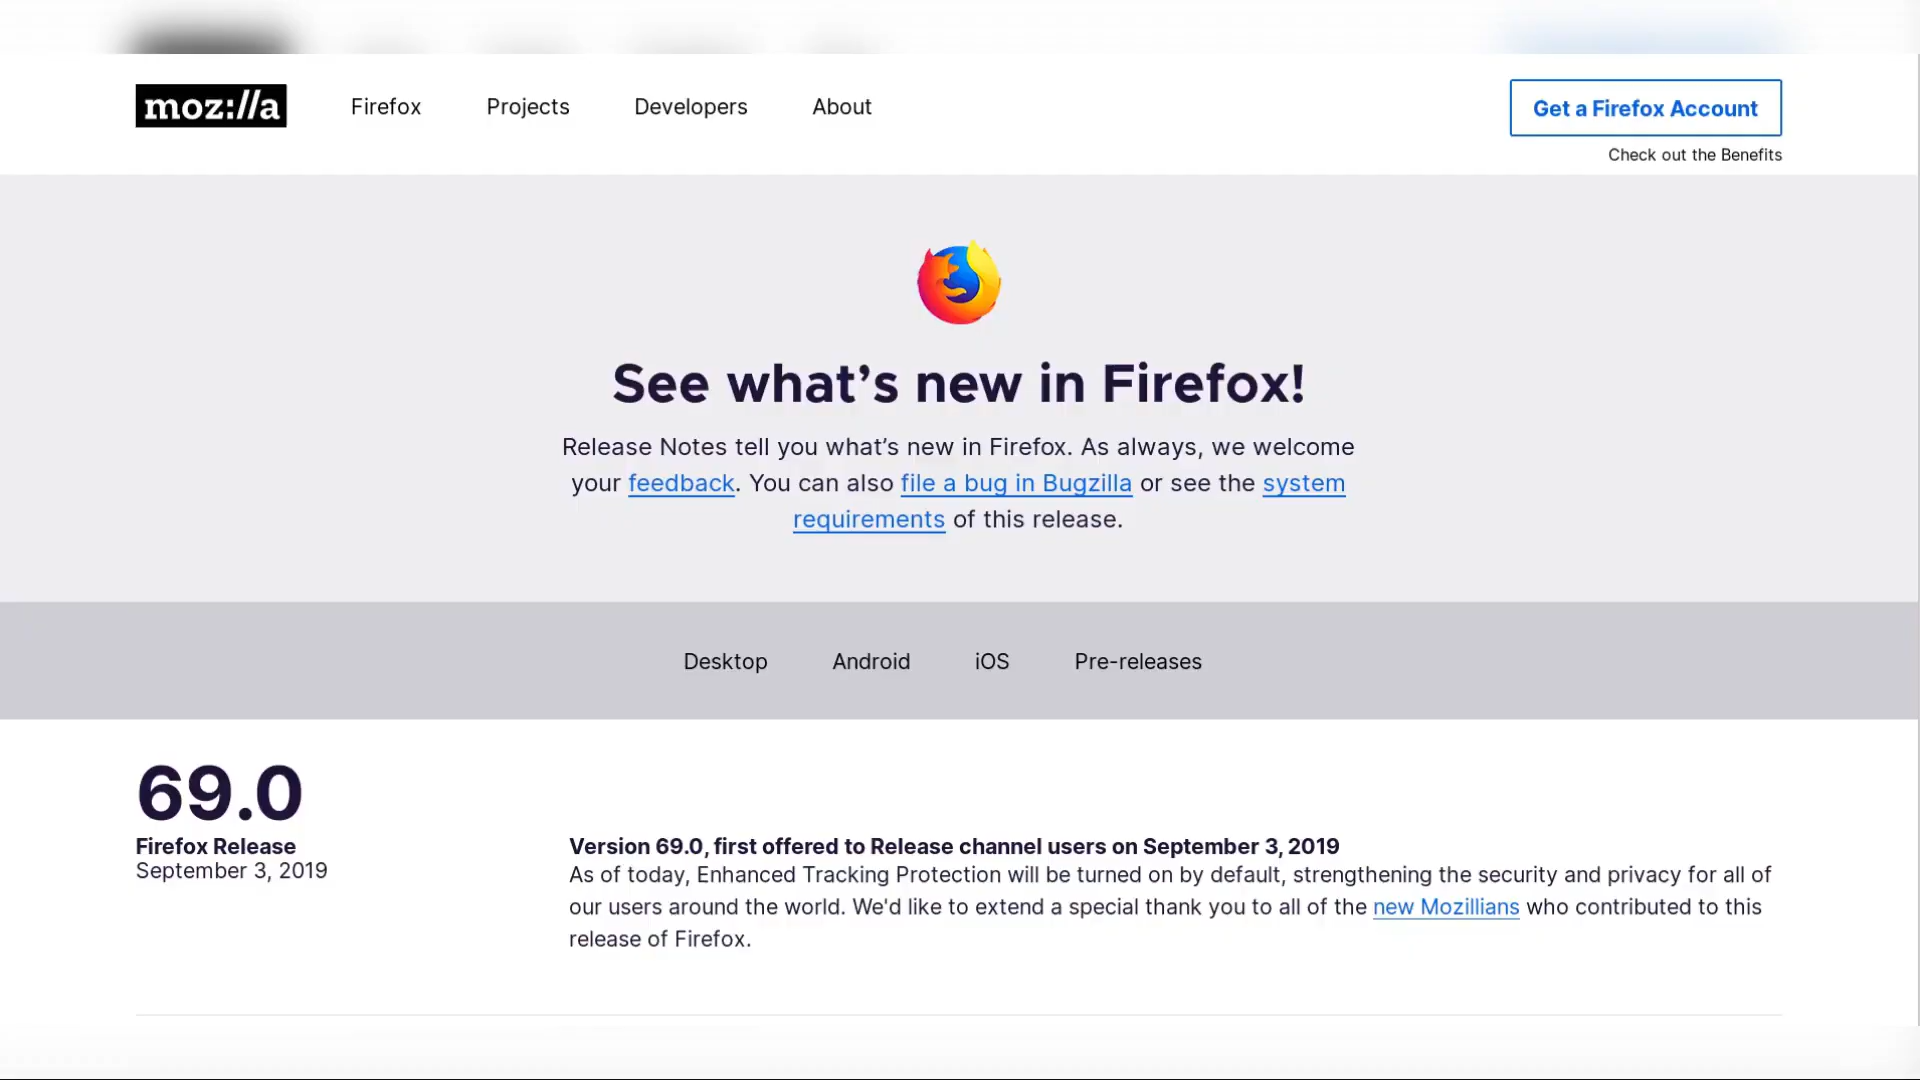 moz://a
Firefox
Projects
Developers
About
Get a Firefox Account
Check out the Benefits
See what’s new in Firefox!
Release Notes tell you what’s new in Firefox. As always, we welcome
your feedback. You can also file a bug in Bugzilla or see the system
requirements of this release.
Desktop
Android
iOS
Pre-releases
69.0
Firefox Release
September 3, 2019
Version 69.0, first offered to Release channel users on September 3, 2019
As of today, Enhanced Tracking Protection will be turned on by default, strengthening the security and privacy for all of
our users around the world. We'd like to extend a special thank you to all of the new Mozillians who contributed to this
release of Firefox.